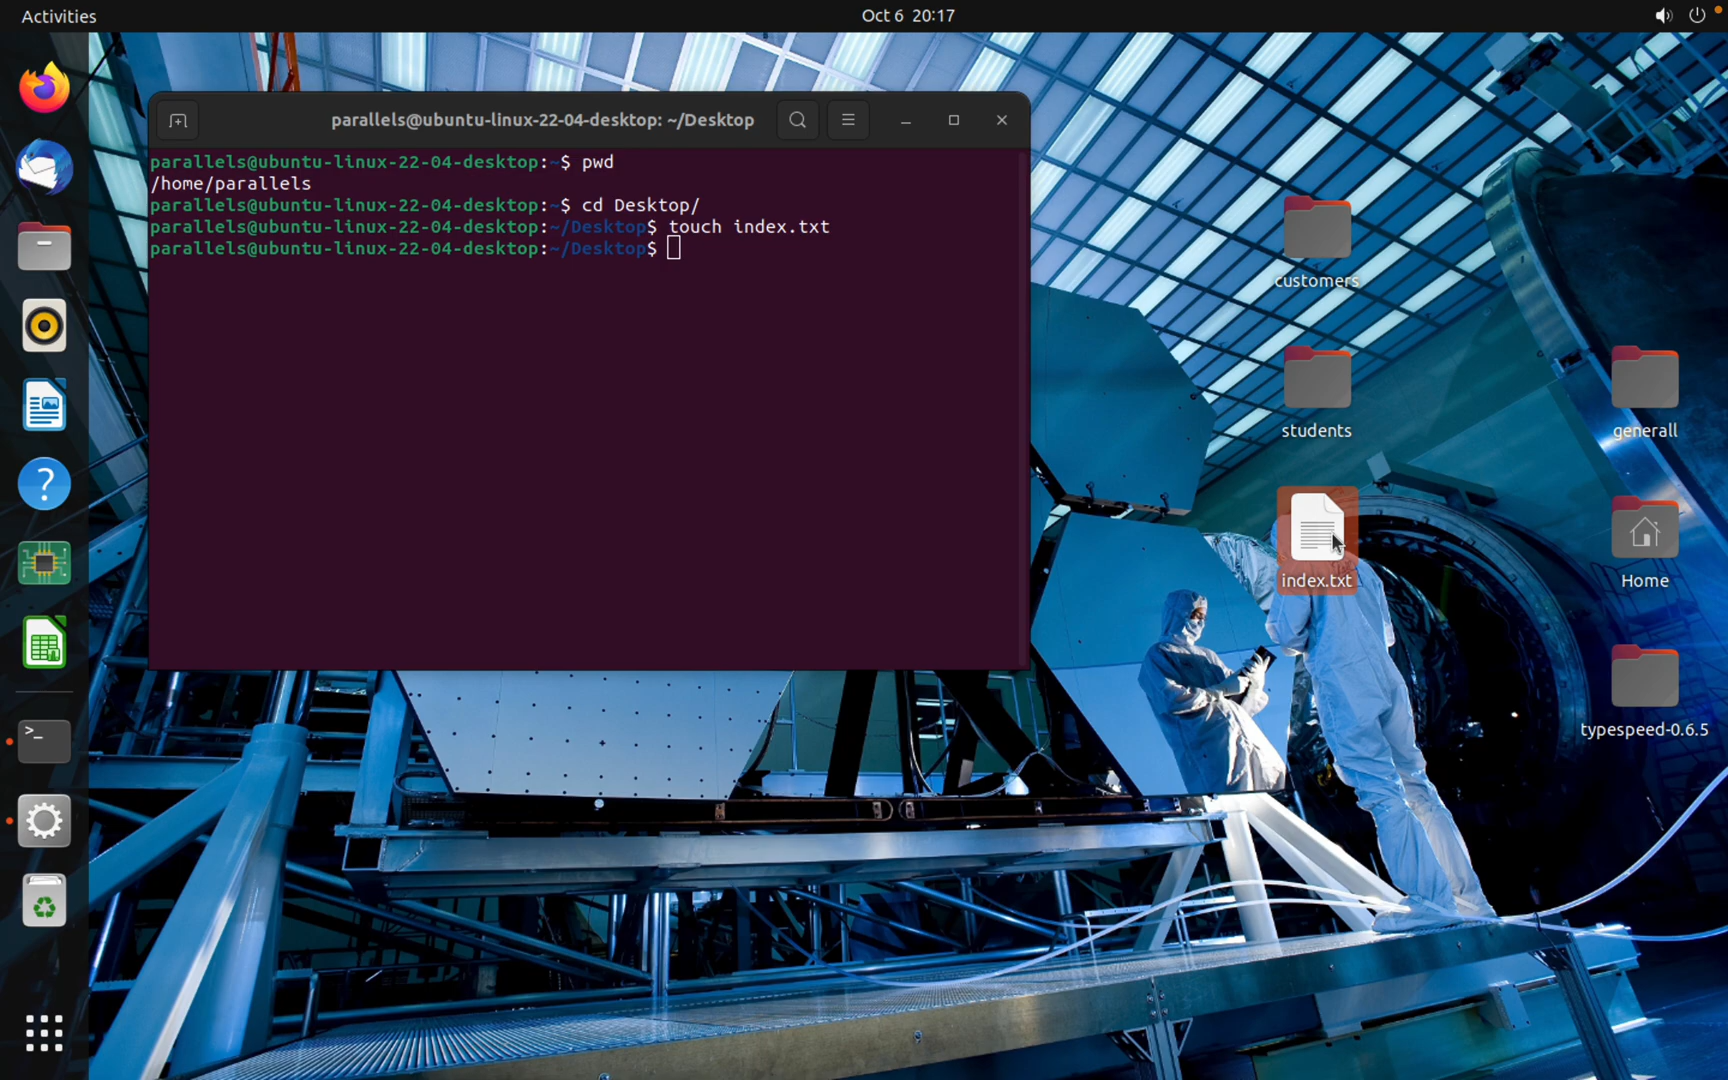 Activities
Oct 6 20:17
parallels@ubuntu-linux-22-04-desktop: ~/Desktop
parallels@ubuntu-linux-22-04-desktop:~$ pwd
/home/parallels
parallels@ubuntu-linux-22-04-desktop:~$ cd Desktop/
parallels@ubuntu-linux-22-04-desktop:~/Desktop$ touch index.txt
parallels@ubuntu-linux-22-04-desktop:~/Desktop$
customers
students
generall
index.txt
Home
typespeed-0.6.5